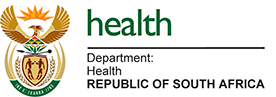 health
Department:
Health
REPUBLIC OF SOUTH AFRICA